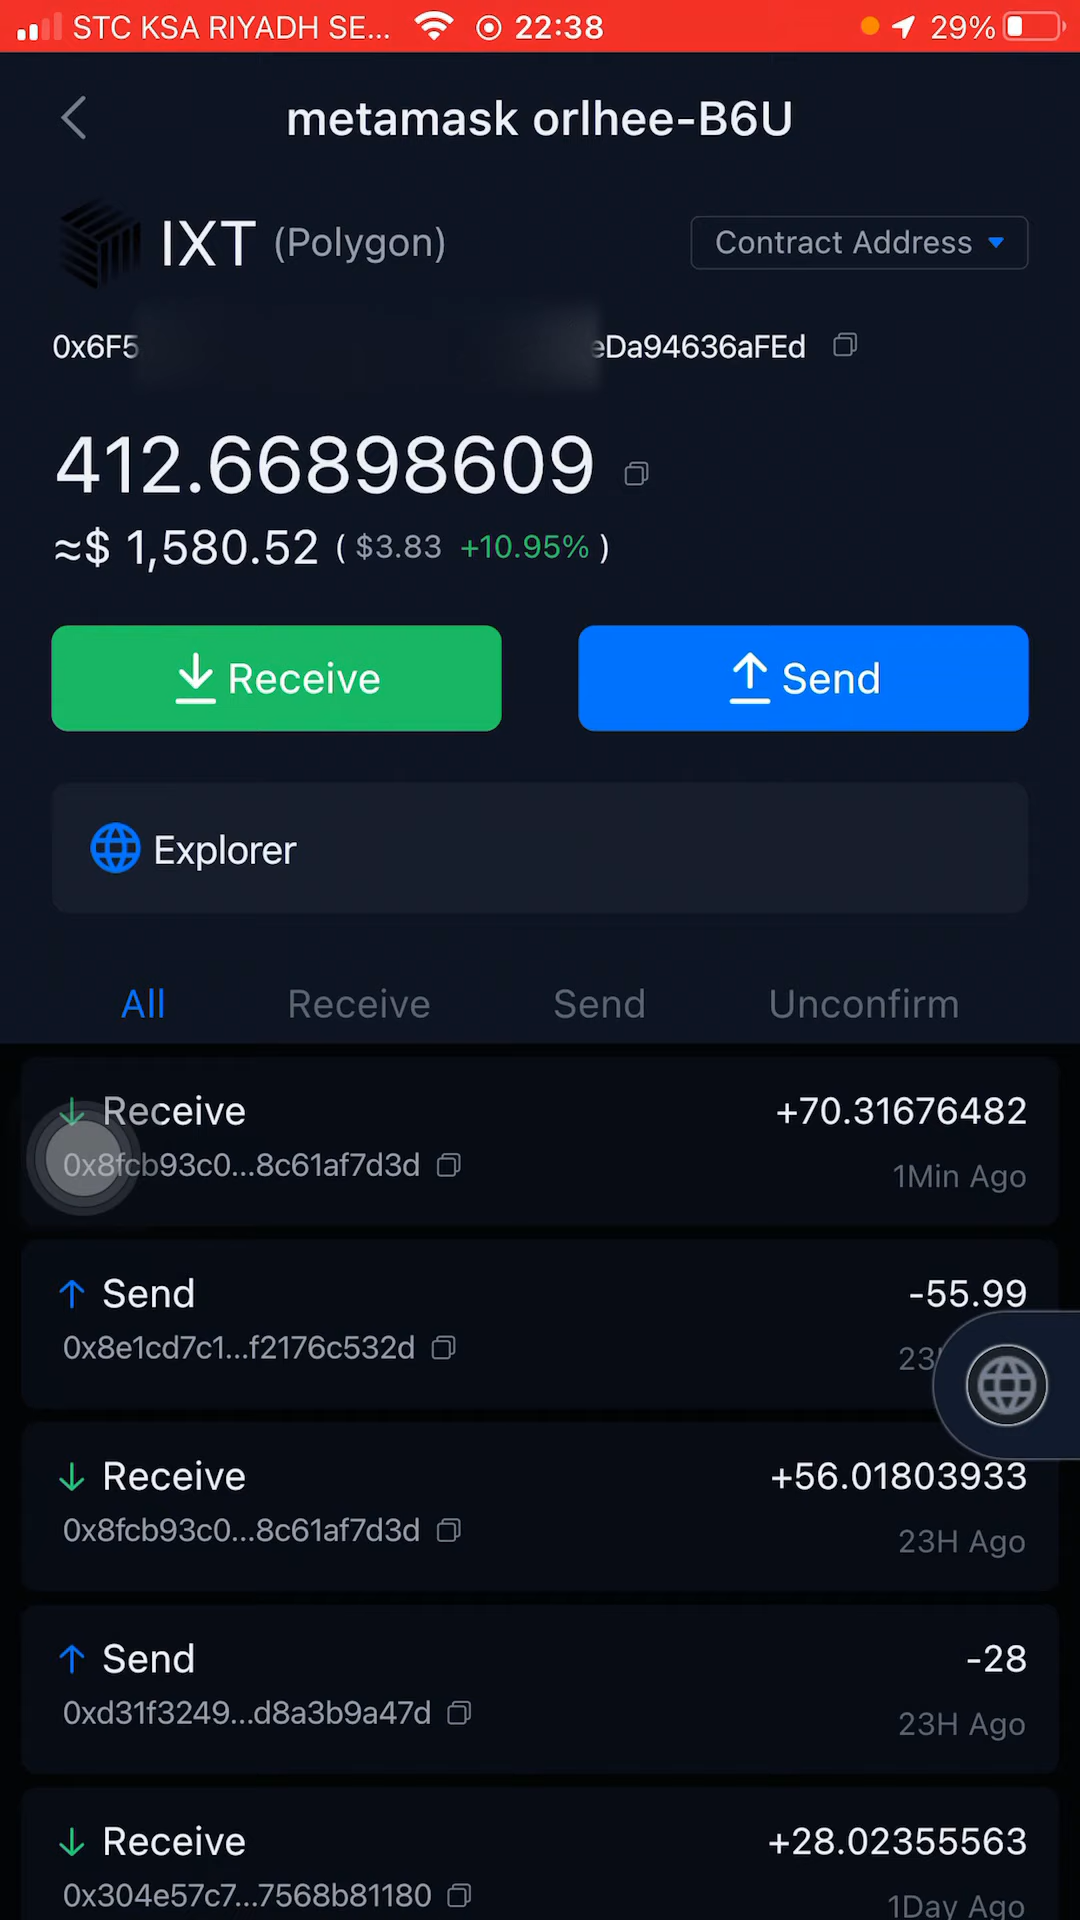 STC KSA RIYADH SE... 22:38 29%
metamask orlhee-B6U
IXT (Polygon) Contract Address
0x6F5 eDa94636aFEd
412.66898609
≈$ 1,580.52 ( $3.83 +10.95% )
Receive Send
Explorer
All Receive Send Unconfirm
Receive +70.31676482
0x8fcb93c0...8c61af7d3d 1Min Ago
Send -55.99
0x8e1cd7c1...f2176c532d 23
Receive +56.01803933
0x8fcb93c0...8c61af7d3d 23H Ago
Send -28
0xd31f3249...d8a3b9a47d 23H Ago
Receive +28.02355563
0x304e57c7...7568b81180 1Day Ago